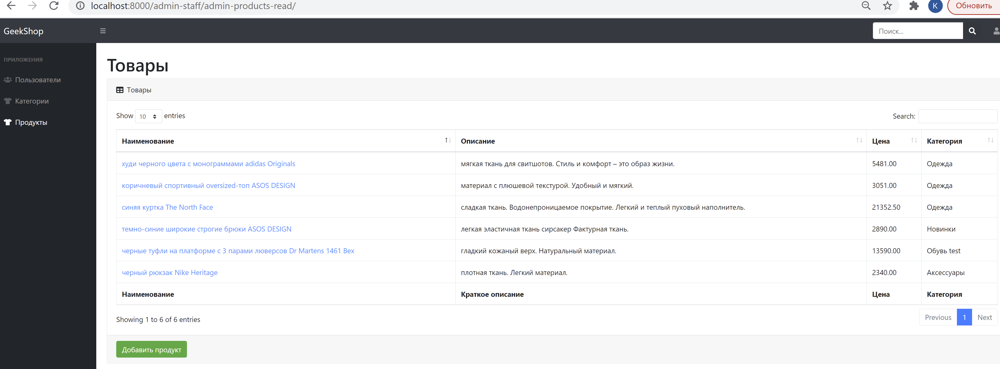 localhost:8000/admin-staff/admin-products-read/
K
Обновить
GeekShop
Поиск...
ПРИЛОЖЕНИЯ
Пользователи
Категории
Продукты
Товары
Товары
Show 10 entries
Search:
Наименование Описание Цена Категория
худи черного цвета с монограммами adidas Originals мягкая ткань для свитшотов. Стиль и комфорт – это образ жизни. 5481.00 Одежда
коричневый спортивный oversized-топ ASOS DESIGN материал с плюшевой текстурой. Удобный и мягкий. 3051.00 Одежда
синяя куртка The North Face сладкая ткань. Водонепроницаемое покрытие. Легкий и теплый пуховый наполнитель. 21352.50 Одежда
темно-синие широкие строгие брюки ASOS DESIGN легкая эластичная ткань сирсакер Фактурная ткань. 2890.00 Новинки
черные туфли на платформе с 3 парами люверсов Dr Martens 1461 Bex гладкий кожаный верх. Натуральный материал. 13590.00 Обувь test
черный рюкзак Nike Heritage плотная ткань. Легкий материал. 2340.00 Аксессуары
Наименование Краткое описание Цена Категория
Showing 1 to 6 of 6 entries
Previous 1 Next
Добавить продукт